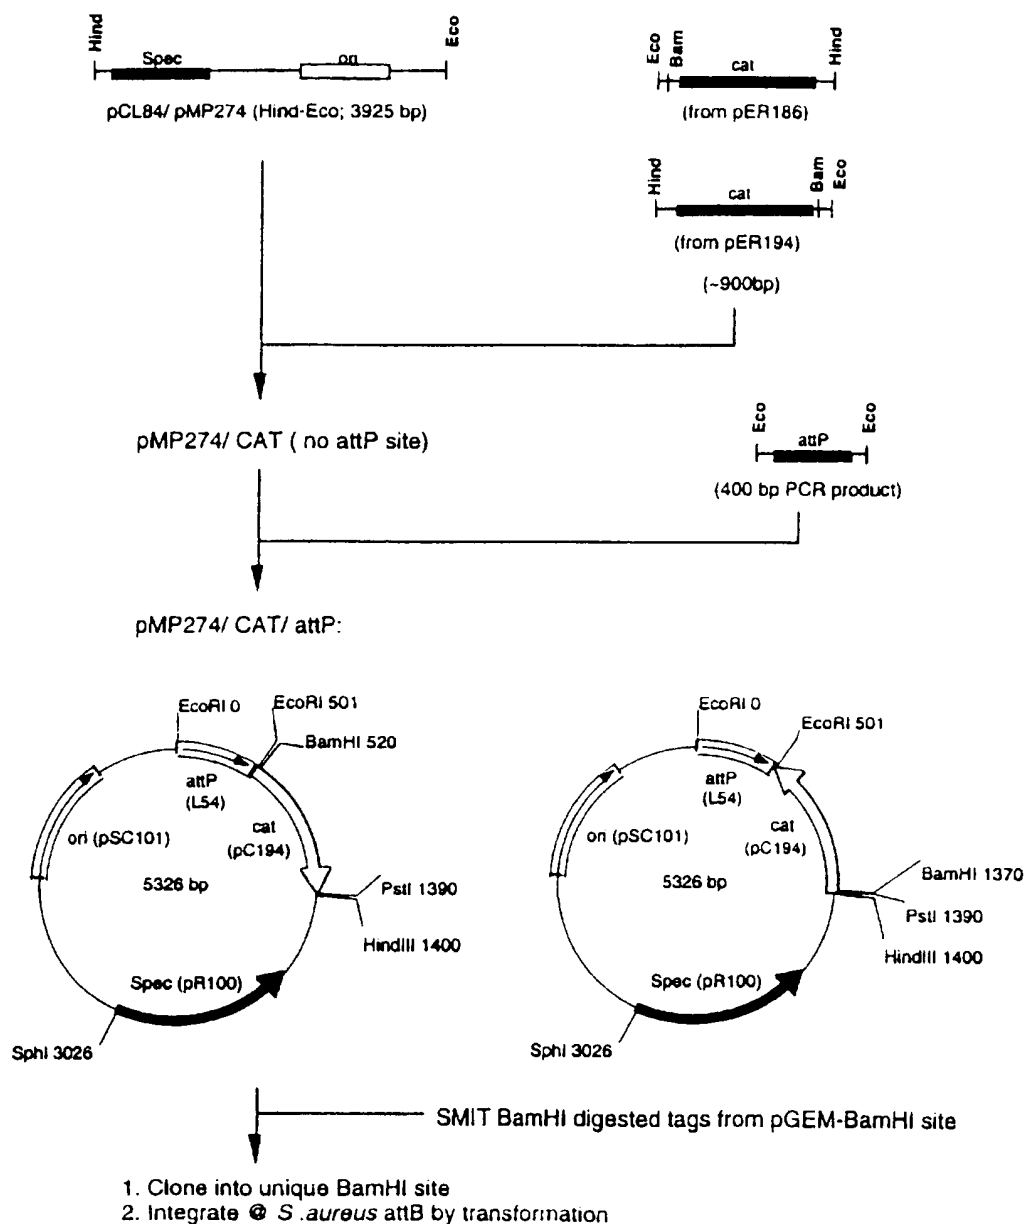 Hind
Spec
ori
Eco
pCL84/ pMP274 (Hind-Eco; 3925 bp)
Eco
Bam
cat
Hind
(from pER186)
Hind
cat
Bam
Eco
(from pER194)
(~900bp)
pMP274/ CAT ( no attP site)
Eco
attP
Eco
(400 bp PCR product)
pMP274/ CAT/ attP:
EcoRI 0
EcoRI 501
BamHI 520
attP
(L54)
ori (pSC101)
cat
(pC194)
5326 bp
PstI 1390
HindIII 1400
Spec (pR100)
SphI 3026
EcoRI 0
EcoRI 501
attP
(L54)
ori (pSC101)
cat
(pC194)
5326 bp
BamHI 1370
PstI 1390
HindIII 1400
Spec (pR100)
SphI 3026
SMIT BamHI digested tags from pGEM-BamHI site
1. Clone into unique BamHI site
2. Integrate @ S .aureus attB by transformation